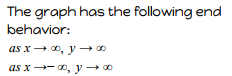 The graph has the following end
behavior:
as x → ∞, y → ∞
as x →– ∞, y → ∞